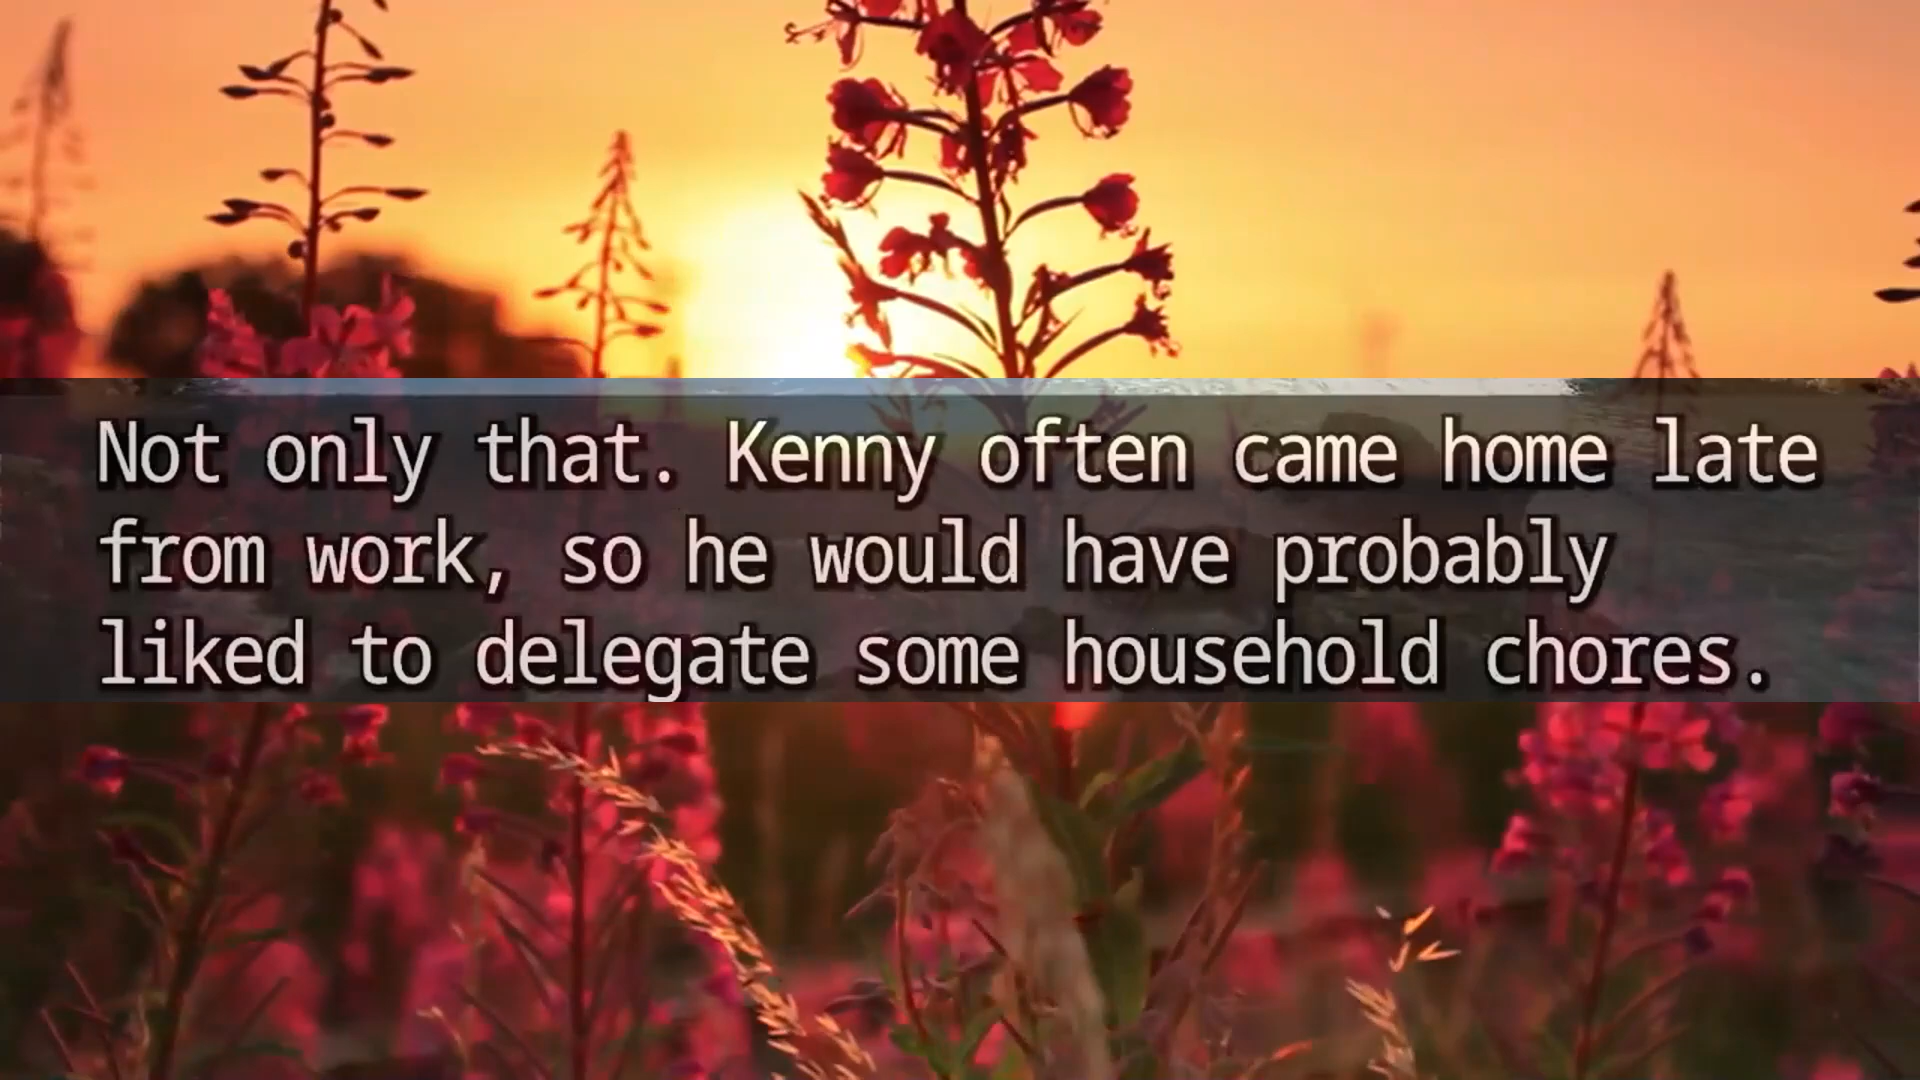 Not only that. Kenny often came home late
from work, so he would have probably
liked to delegate some household chores.